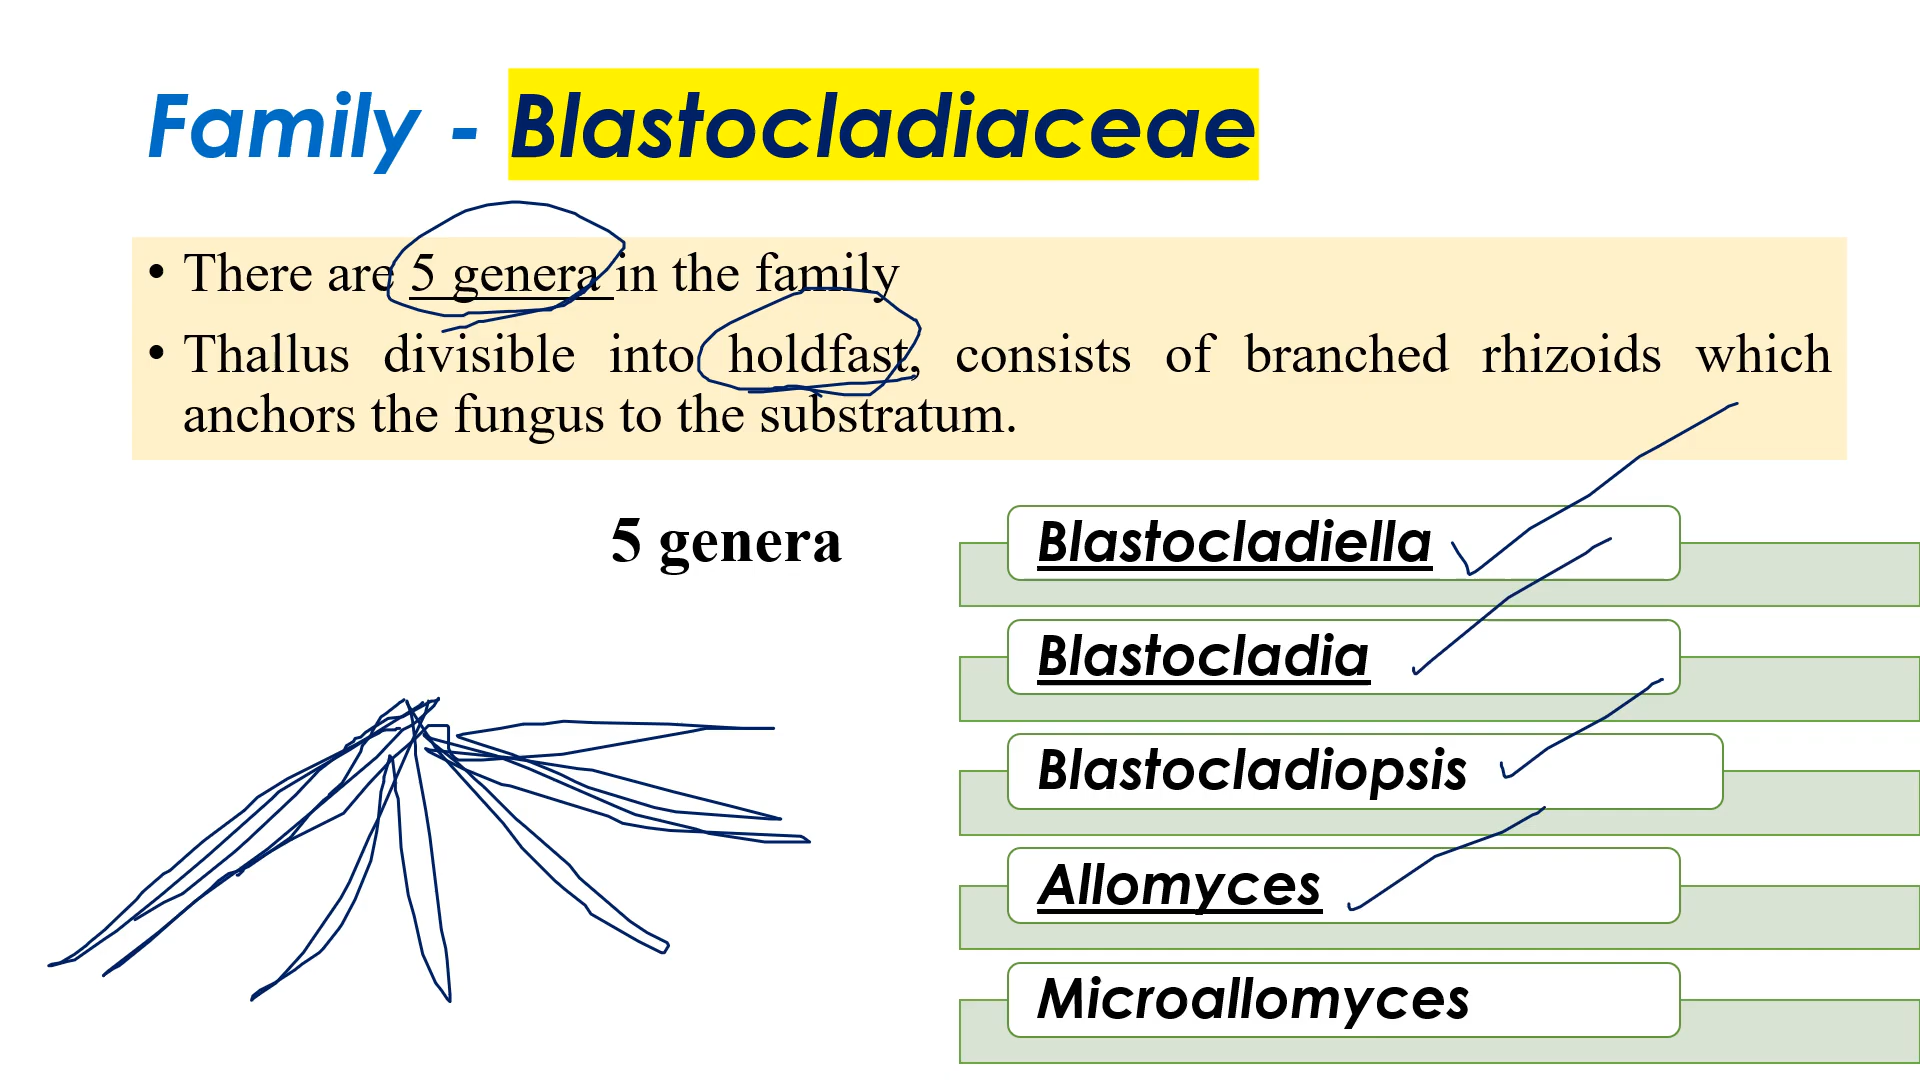 Family - Blastocladiaceae
• There are 5 genera in the family
• Thallus divisible into holdfast, consists of branched rhizoids which
anchors the fungus to the substratum.
5 genera
Blastocladiella
Blastocladia
Blastocladiopsis
Allomyces
Microallomyces